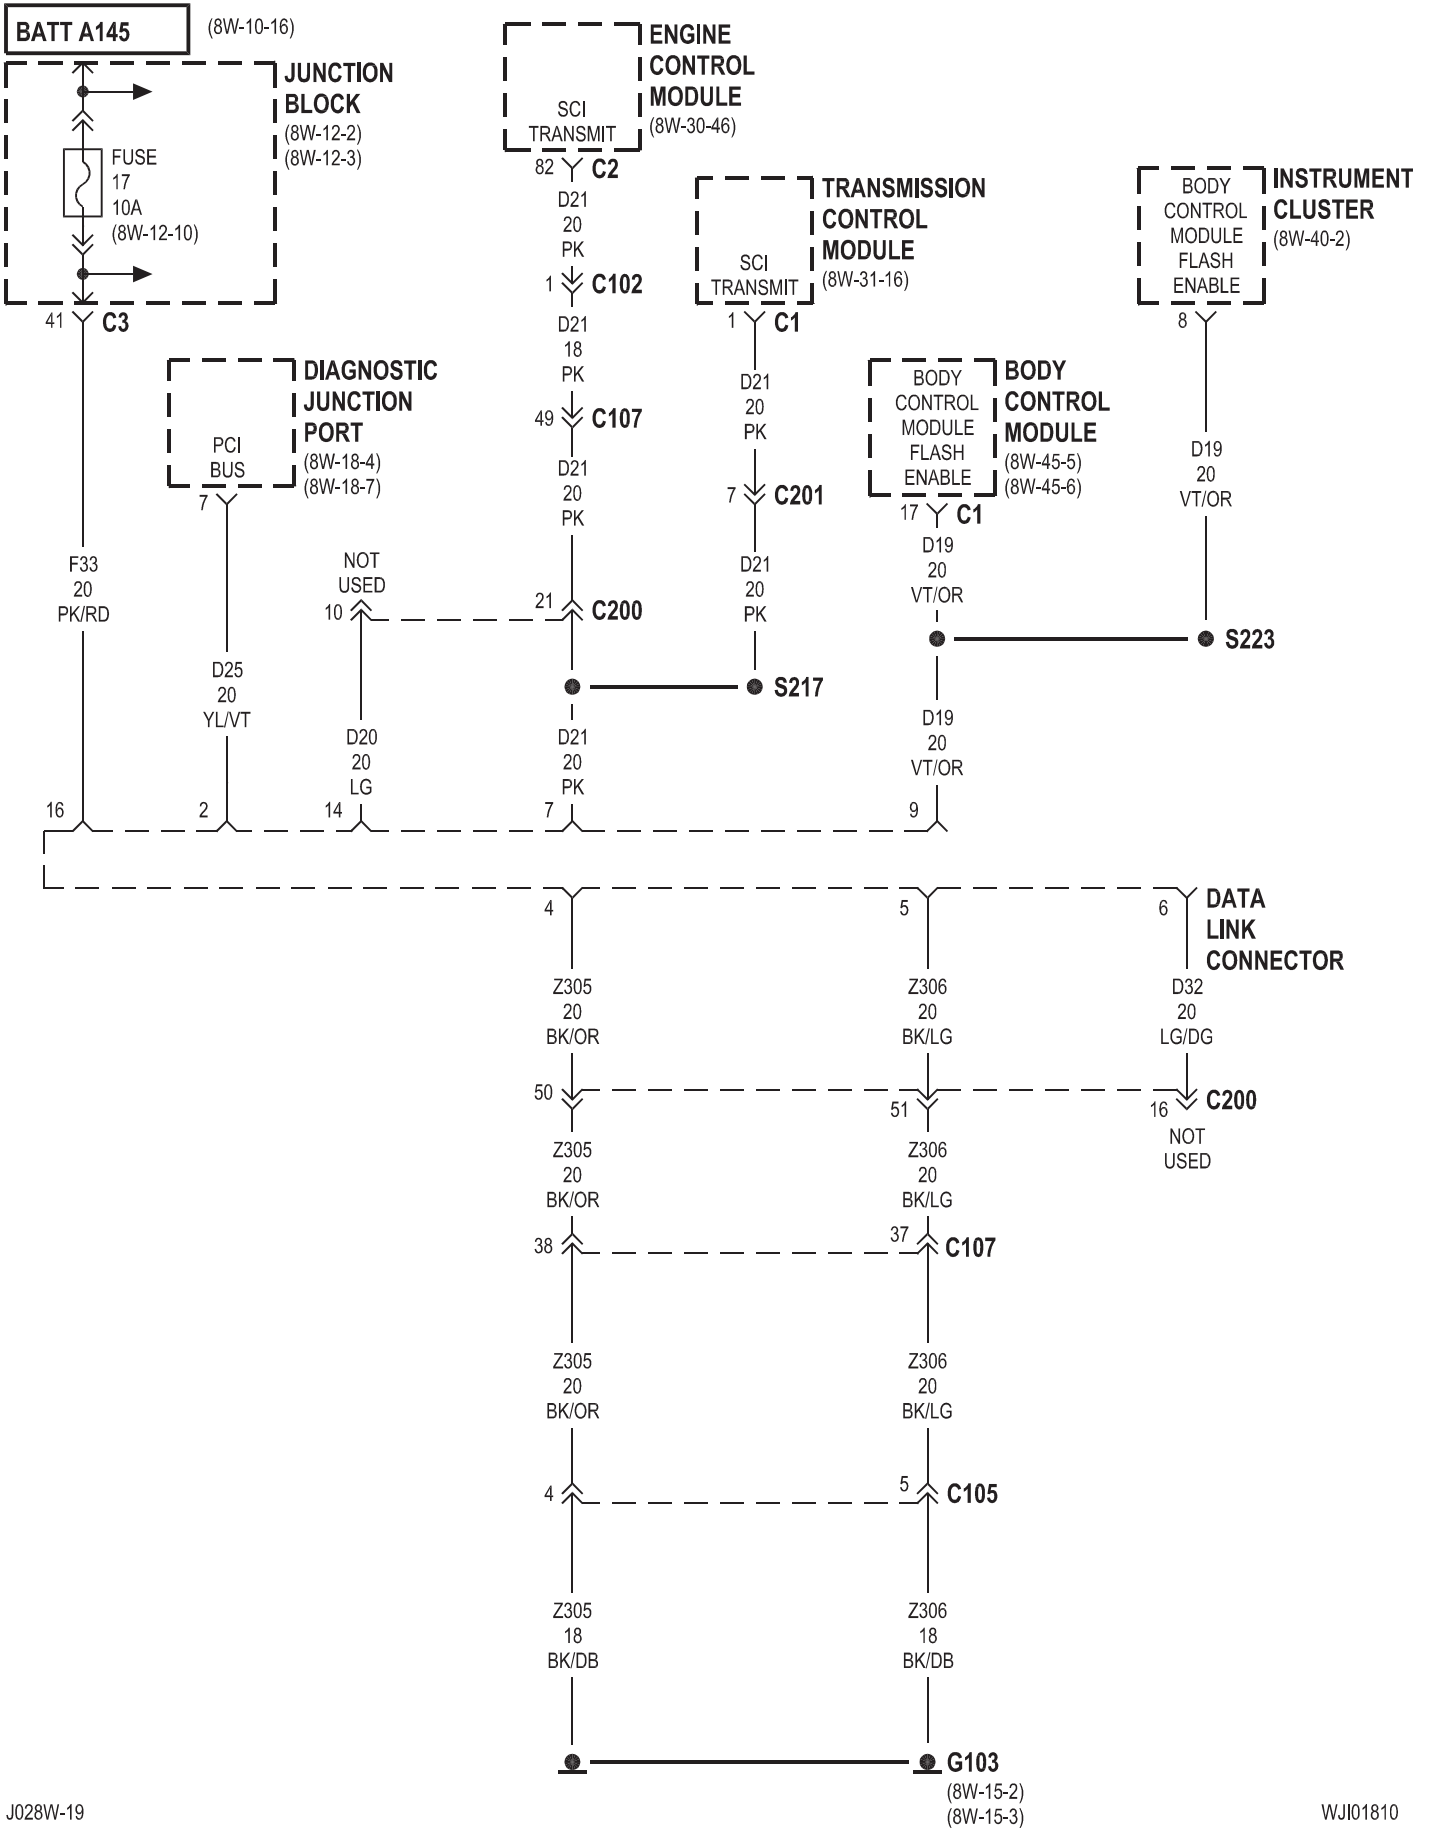 BATT A145
(8W-10-16)
JUNCTION
BLOCK
(8W-12-2)
(8W-12-3)
FUSE
17
10A
(8W-12-10)
41
C3
ENGINE
CONTROL
MODULE
(8W-30-46)
SCI
TRANSMIT
82
C2
D21
20
PK
1
C102
D21
18
PK
49
C107
D21
20
PK
21
C200
TRANSMISSION
CONTROL
MODULE
(8W-31-16)
SCI
TRANSMIT
1
C1
D21
20
PK
7
C201
D21
20
PK
S217
INSTRUMENT
CLUSTER
(8W-40-2)
BODY
CONTROL
MODULE
FLASH
ENABLE
8
D19
20
VT/OR
S223
BODY
CONTROL
MODULE
(8W-45-5)
(8W-45-6)
BODY
CONTROL
MODULE
FLASH
ENABLE
17
C1
D19
20
VT/OR
DIAGNOSTIC
JUNCTION
PORT
(8W-18-4)
(8W-18-7)
PCI
BUS
7
F33
20
PK/RD
D25
20
YL/VT
NOT
USED
10
D20
20
LG
D21
20
PK
D19
20
VT/OR
16
2
14
7
9
4
5
6
DATA
LINK
CONNECTOR
Z305
20
BK/OR
Z306
20
BK/LG
D32
20
LG/DG
50
51
16
C200
NOT
USED
Z305
20
BK/OR
Z306
20
BK/LG
38
37
C107
Z305
20
BK/OR
Z306
20
BK/LG
4
5
C105
Z305
18
BK/DB
Z306
18
BK/DB
G103
(8W-15-2)
(8W-15-3)
J028W-19
WJI01810